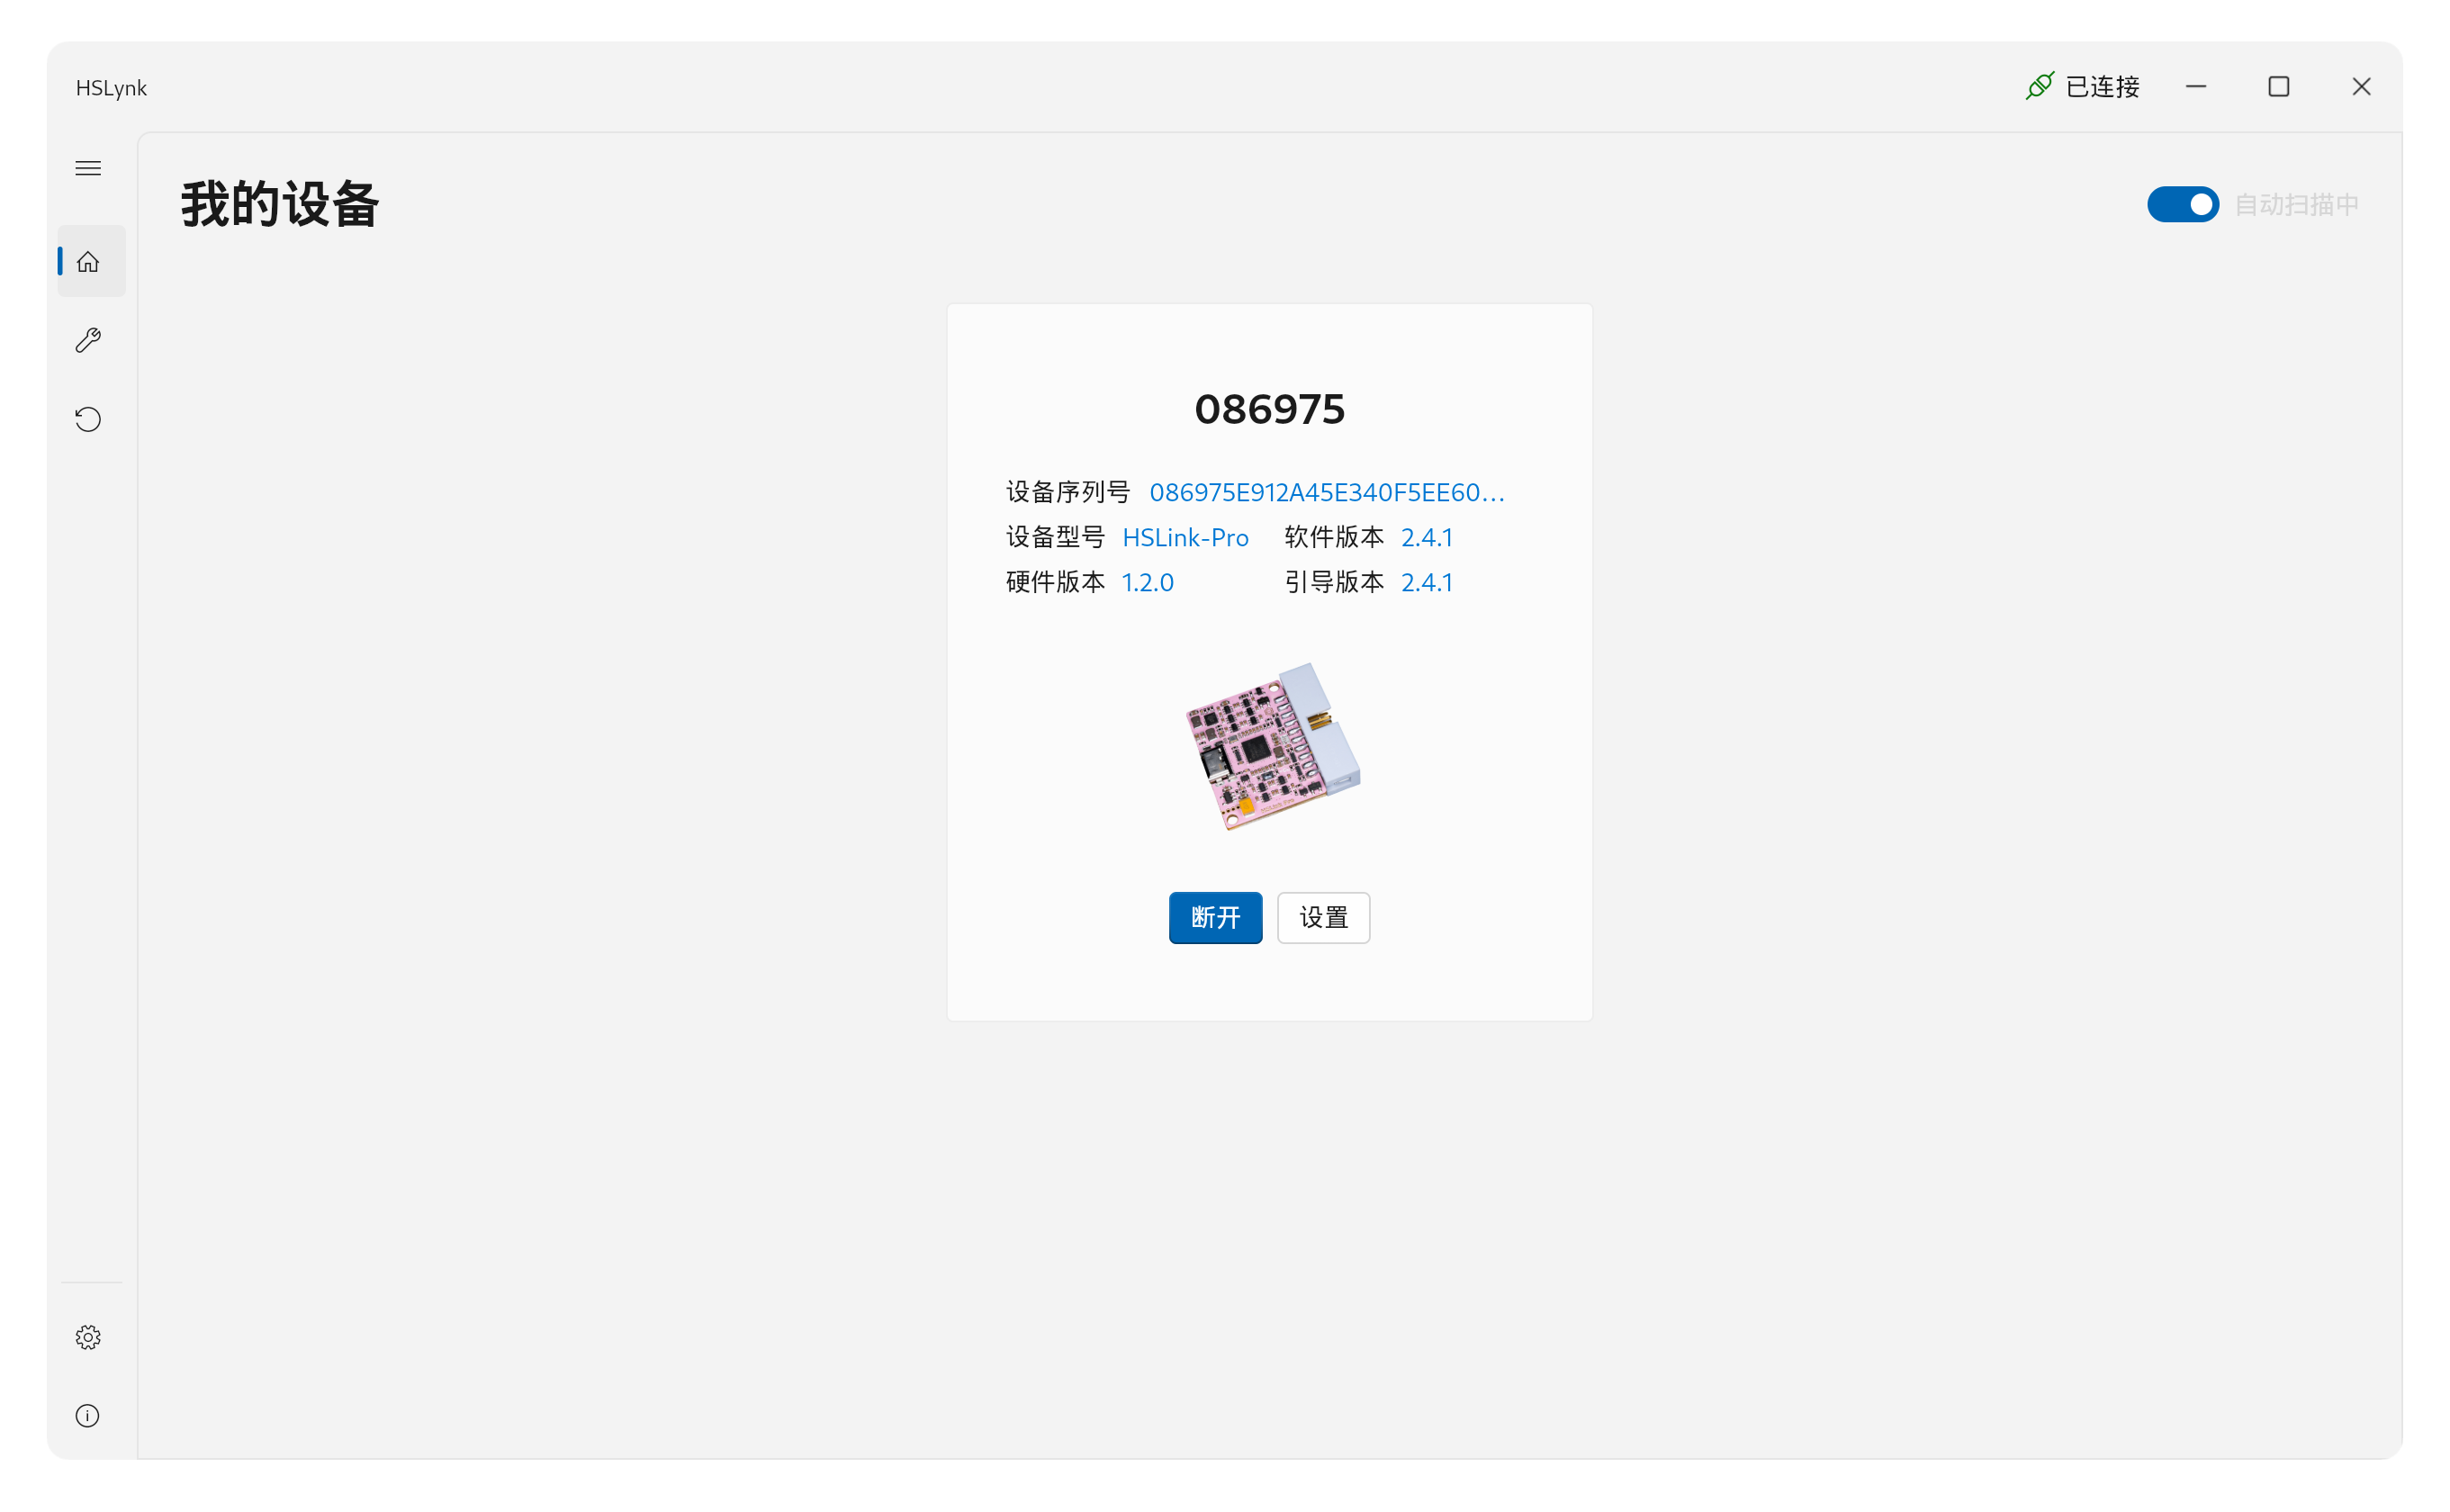 HSLynk
已连接
我的设备
自动扫描中
086975
设备序列号 086975E912A45E340F5EE60...
设备型号 HSLink-Pro 软件版本 2.4.1
硬件版本 1.2.0 引导版本 2.4.1
断开 设置